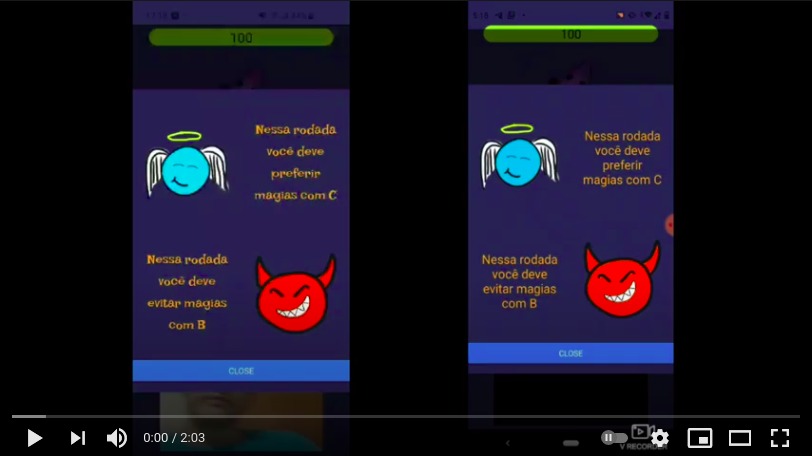 100
Nessa rodada
você deve
preferir
magias com C
Nessa rodada
você deve
evitar magias
com B
CLOSE
100
Nessa rodada
você deve
preferir
magias com C
Nessa rodada
você deve
evitar magias
com B
CLOSE
V RECORDER
0:00 / 2:03